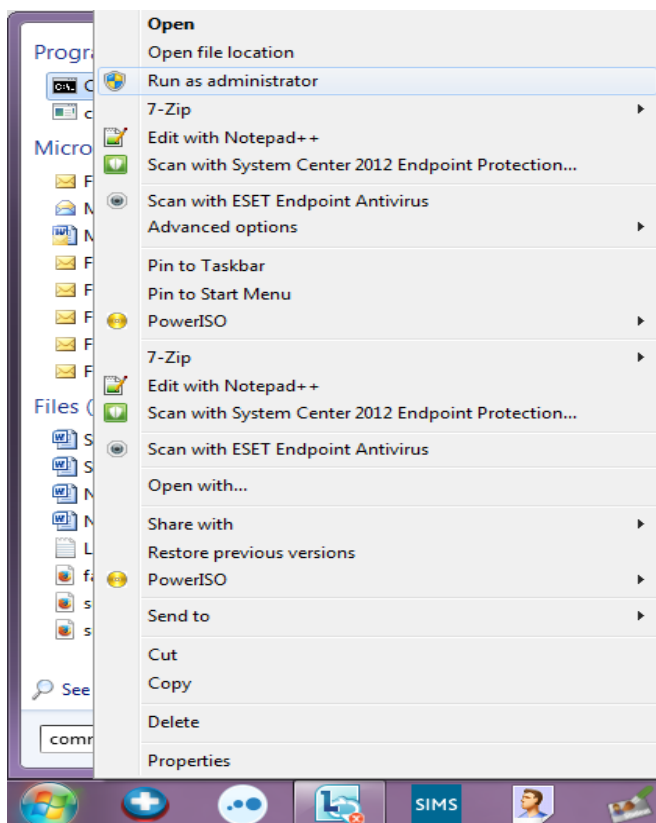 Open
Open file location
Run as administrator
7-Zip
Edit with Notepad++
Scan with System Center 2012 Endpoint Protection...
Scan with ESET Endpoint Antivirus
Advanced options
Pin to Taskbar
Pin to Start Menu
PowerISO
7-Zip
Edit with Notepad++
Scan with System Center 2012 Endpoint Protection...
Scan with ESET Endpoint Antivirus
Open with...
Share with
Restore previous versions
PowerISO
Send to
Cut
Copy
Delete
Properties
Progr
C:\_ C
c
Micro
F
N
N
F
F
F
F
F
Files (
S
S
N
N
L
fa
s
s
See
comr
SIMS